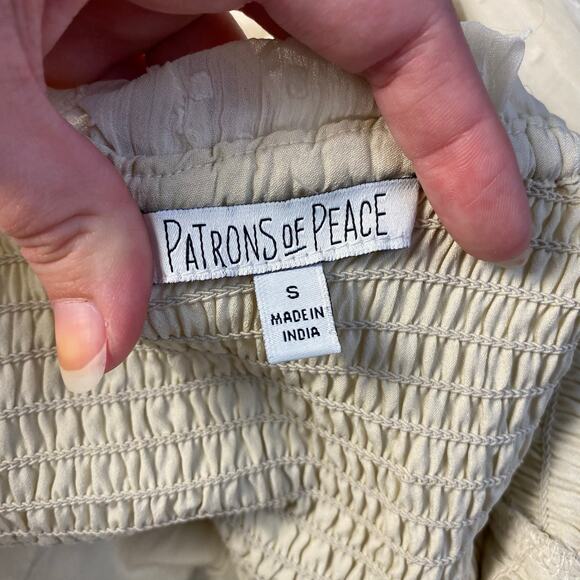 PATRONS OF PEACE
S
MADE IN
INDIA